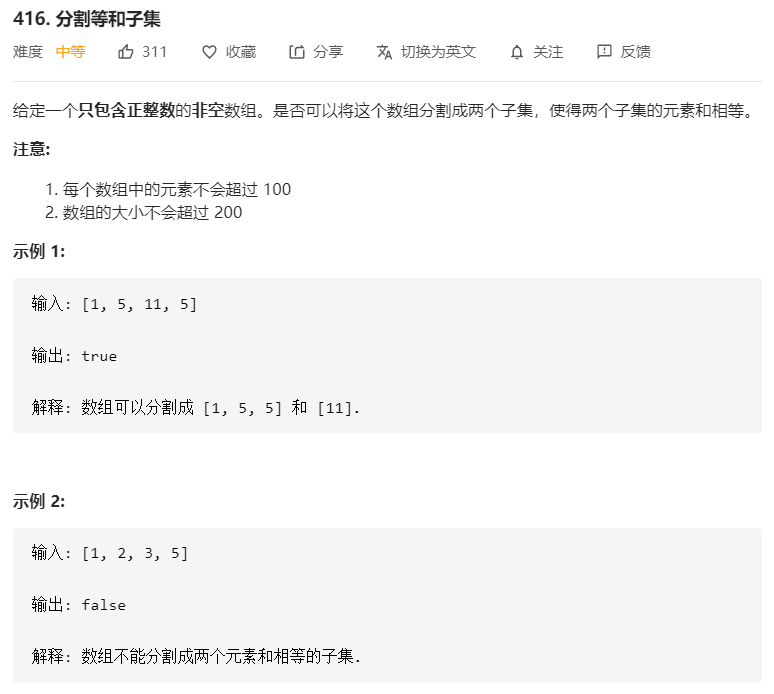 416. 分割等和子集
难度 中等 311 收藏 分享 切换为英文 关注 反馈
给定一个只包含正整数的非空数组。是否可以将这个数组分割成两个子集，使得两个子集的元素和相等。
注意:
1. 每个数组中的元素不会超过 100
2. 数组的大小不会超过 200
示例 1:
输入: [1, 5, 11, 5]
输出: true
解释: 数组可以分割成 [1, 5, 5] 和 [11].
示例 2:
输入: [1, 2, 3, 5]
输出: false
解释: 数组不能分割成两个元素和相等的子集.